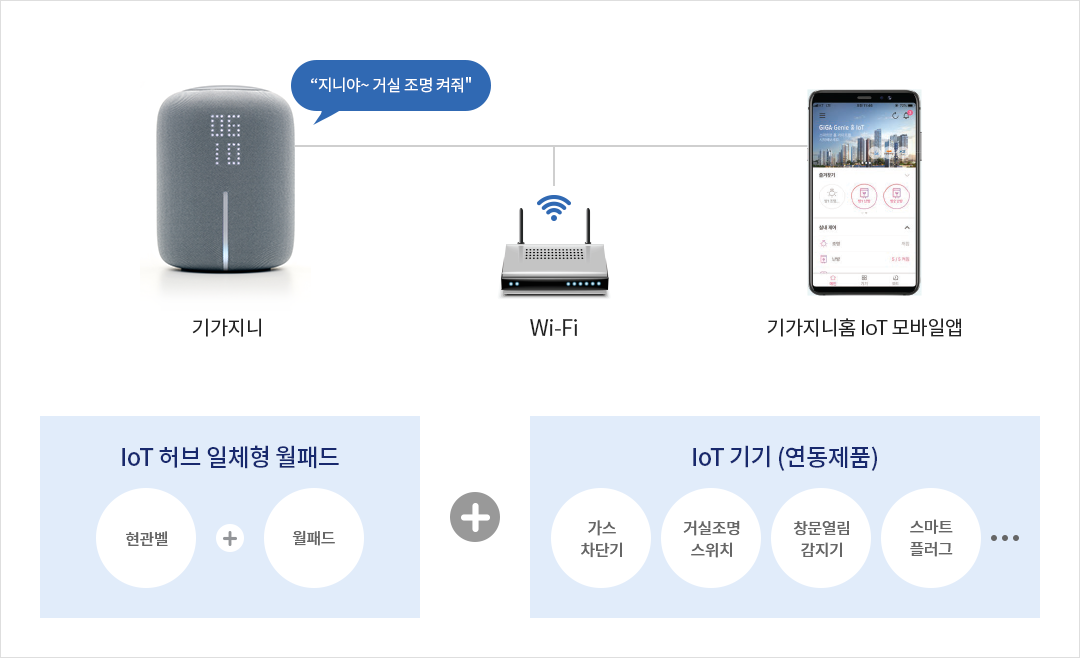 “지니야~ 거실 조명 켜줘"
06
10
GiGA Genie 홈 IoT
즐겨찾기
실내 제어
기가지니
Wi-Fi
기가지니홈 IoT 모바일앱
IoT 허브 일체형 월패드
현관벨
+
월패드
+
IoT 기기 (연동제품)
가스
차단기
거실조명
스위치
창문열림
감지기
스마트
플러그
•••